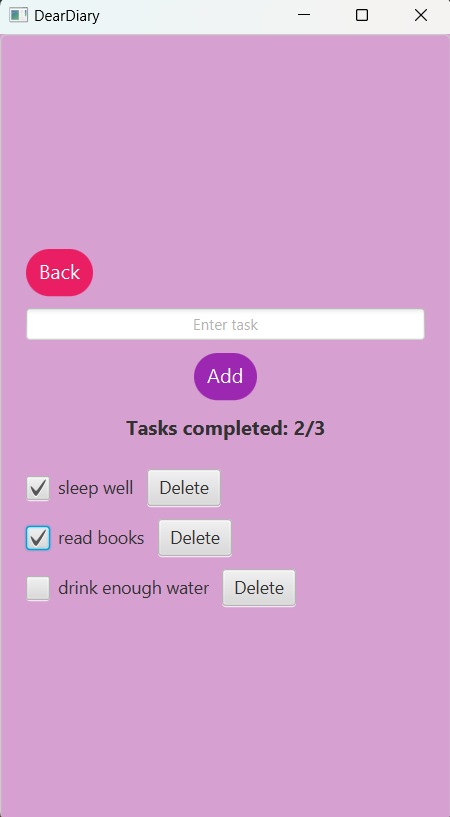 DearDiary
Back
Enter task
Add
Tasks completed: 2/3
sleep well Delete
read books Delete
drink enough water Delete